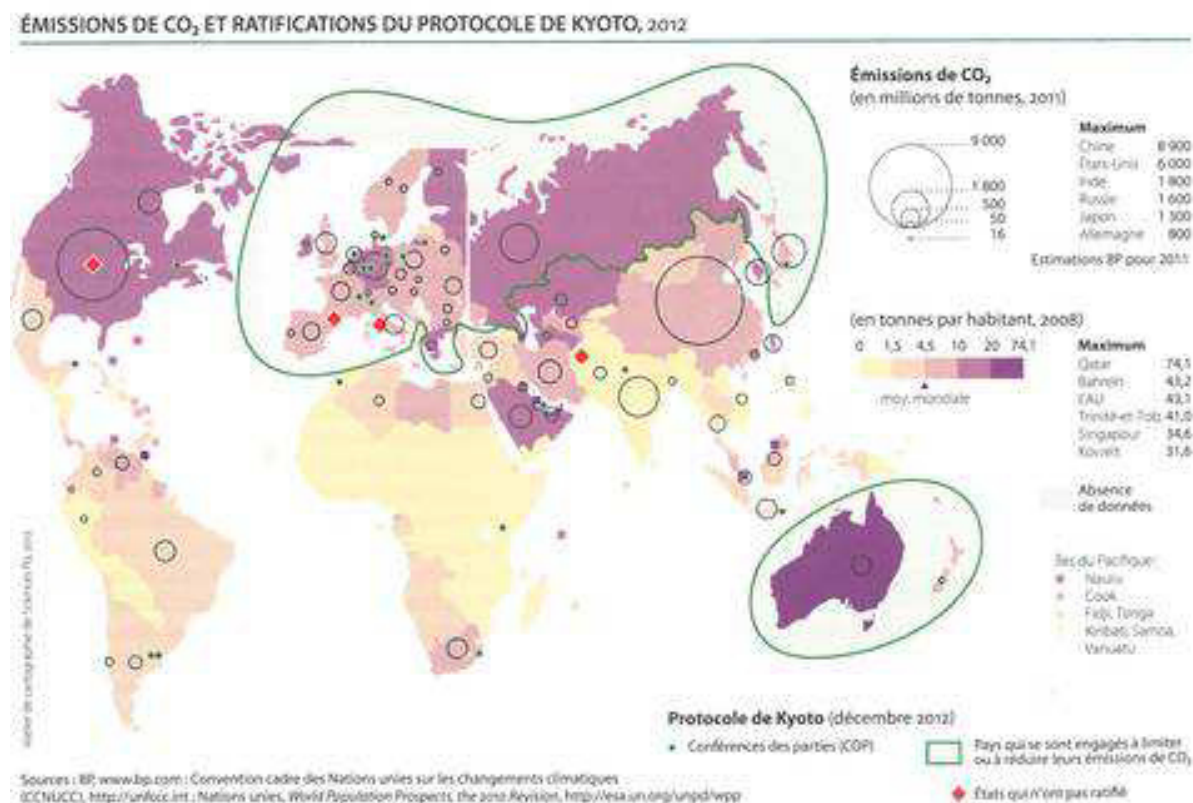 ÉMISSIONS DE CO₂ ET RATIFICATIONS DU PROTOCOLE DE KYOTO, 2012
Émissions de CO₂
(en millions de tonnes, 2011)
9 000
1 800
500
50
16
Maximum
Chine 8 900
États-Unis 6 000
Inde 1 800
Russie 1 600
Japon 1 300
Allemagne 800
Estimations BP pour 2011
(en tonnes par habitant, 2008)
0 1,5 4,5 10 20 74,1
moy. mondiale
Maximum
Qatar 74,1
Bahreïn 43,2
EAU 43,1
Trinité-et-Tob. 41,0
Singapour 34,6
Koweït 31,6
Absence
de données
Îles du Pacifique :
Nauru
Cook
Fidji, Tonga
Kiribati, Samoa,
Vanuatu
Atelier de cartographie de Sciences Po, 2012
Protocole de Kyoto (décembre 2012)
Conférences des parties (COP)
Pays qui se sont engagés à limiter
ou à réduire leurs émissions de CO₂
États qui n'ont pas ratifié
Sources : BP, www.bp.com ; Convention cadre des Nations unies sur les changements climatiques
(CCNUCC), http://unfccc.int ; Nations unies, World Population Prospects, the 2010 Revision, http://esa.un.org/unpd/wpp